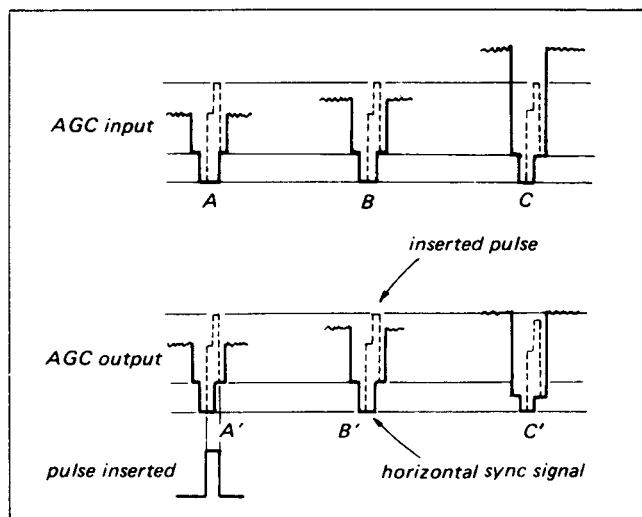 AGC input
A
B
C
inserted pulse
AGC output
A'
B'
C'
pulse inserted
horizontal sync signal